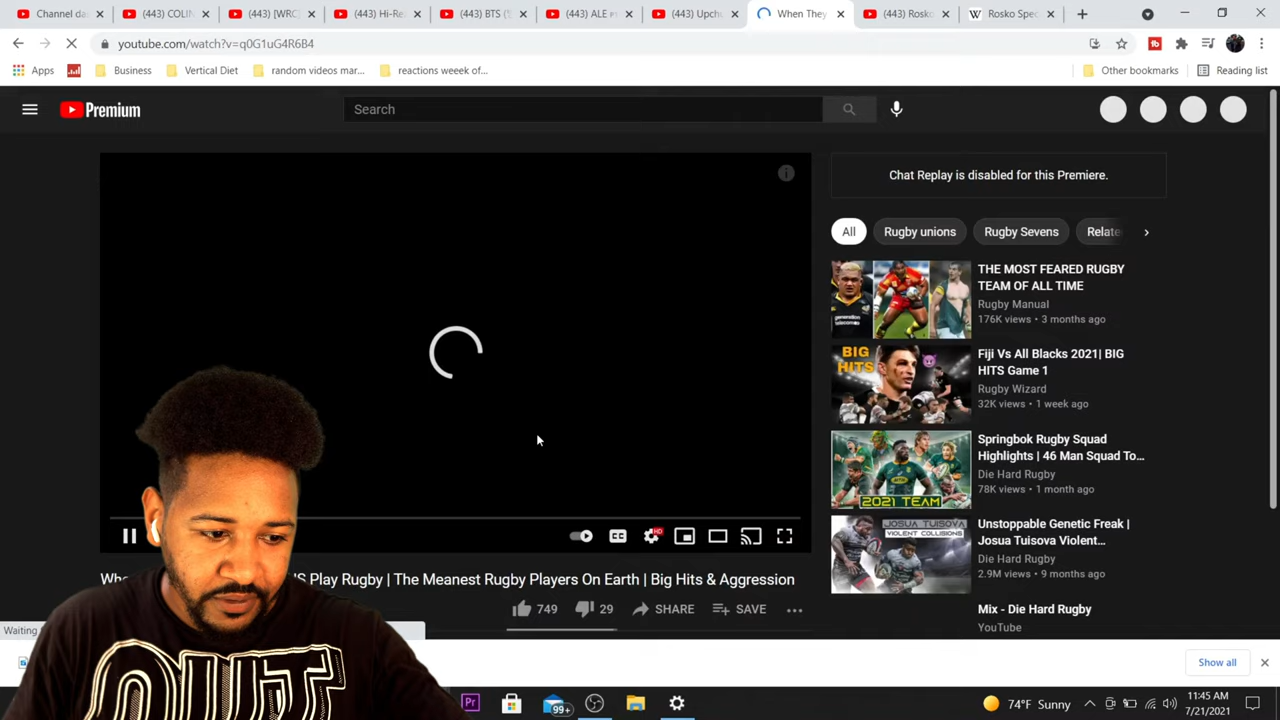 (443) COLIN
Channel da
(443) [WRC]
(443) Hi-Re
(443) BTS (
(443) ALE
(443) Upch
When They
(443) Rosko
W Rosko Spe
youtube.com/watch?v=q0G1uG4R6B4
Apps Business Vertical Diet random videos mar... reactions weeek of... Other bookmarks Reading list
Premium
Search
Chat Replay is disabled for this Premiere.
All Rugby unions Rugby Sevens Relate
THE MOST FEARED RUGBY
TEAM OF ALL TIME
Rugby Manual
176K views • 3 months ago
BIG
HITS
Fiji Vs All Blacks 2021| BIG
HITS Game 1
Rugby Wizard
32K views • 1 week ago
2021 TEAM
Springbok Rugby Squad
Highlights | 46 Man Squad To...
Die Hard Rugby
78K views • 1 month ago
JOSUA TUISOVA
VIOLENT COLLISIONS
Unstoppable Genetic Freak |
Josua Tuisova Violent...
Die Hard Rugby
2.9M views • 9 months ago
Mix - Die Hard Rugby
YouTube
CC HD
Whe S Play Rugby | The Meanest Rugby Players On Earth | Big Hits & Aggression
749 29 SHARE SAVE
Waiting
OUT
Show all
Pr 99+ 74°F Sunny
11:45 AM
7/21/2021